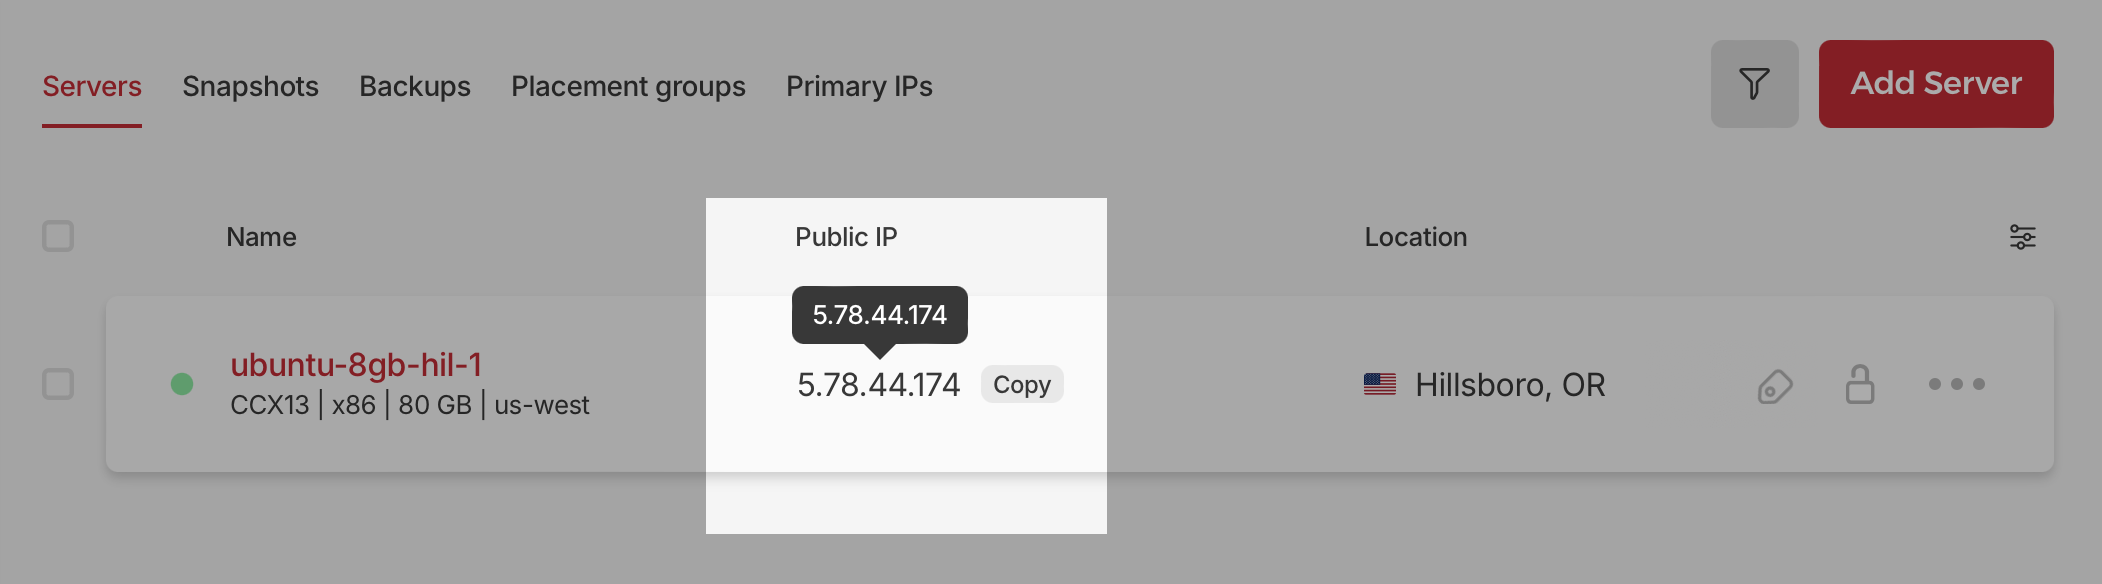 Servers Snapshots Backups Placement groups Primary IPs Add Server
Name Public IP Location
5.78.44.174
ubuntu-8gb-hil-1
5.78.44.174 Copy Hillsboro, OR
CCX13 | x86 | 80 GB | us-west